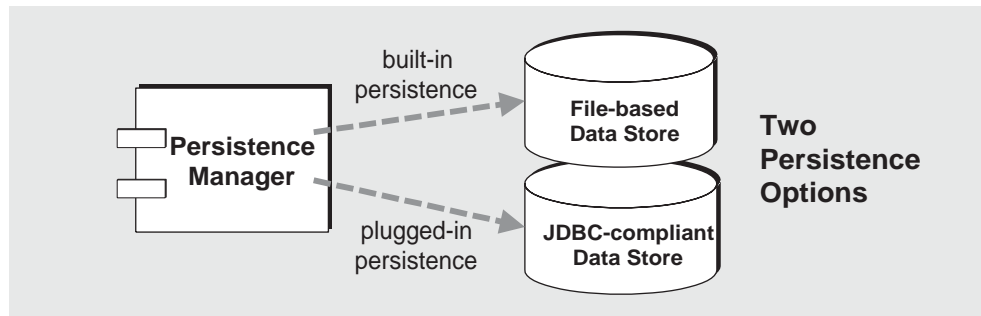 built-in
persistence
Persistence
Manager
plugged-in
persistence
File-based
Data Store
JDBC-compliant
Data Store
Two
Persistence
Options